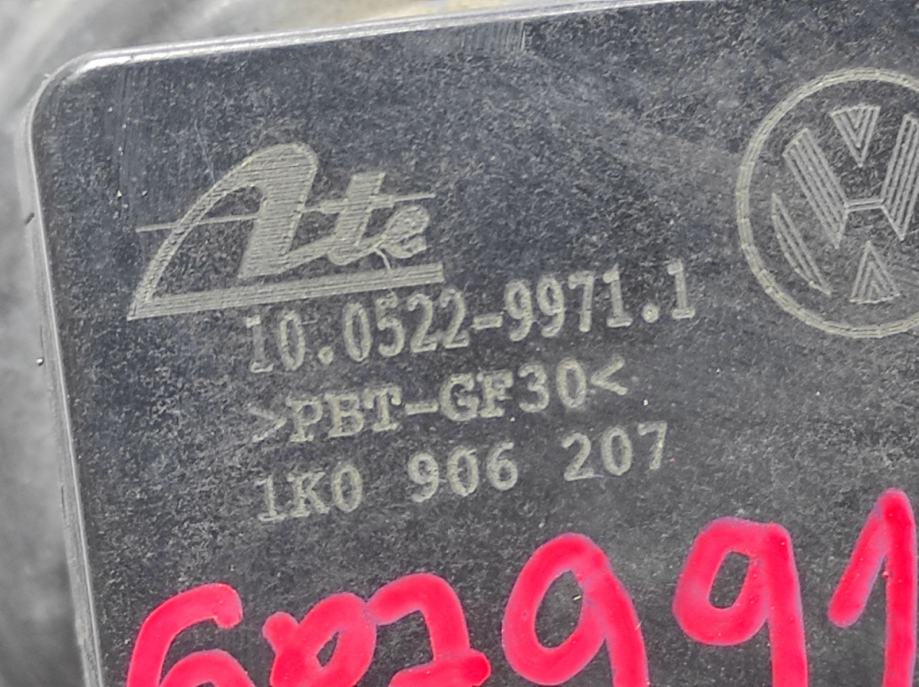 Ate
10.0522-9971.1
>PBT-GF30<
1K0 906 207